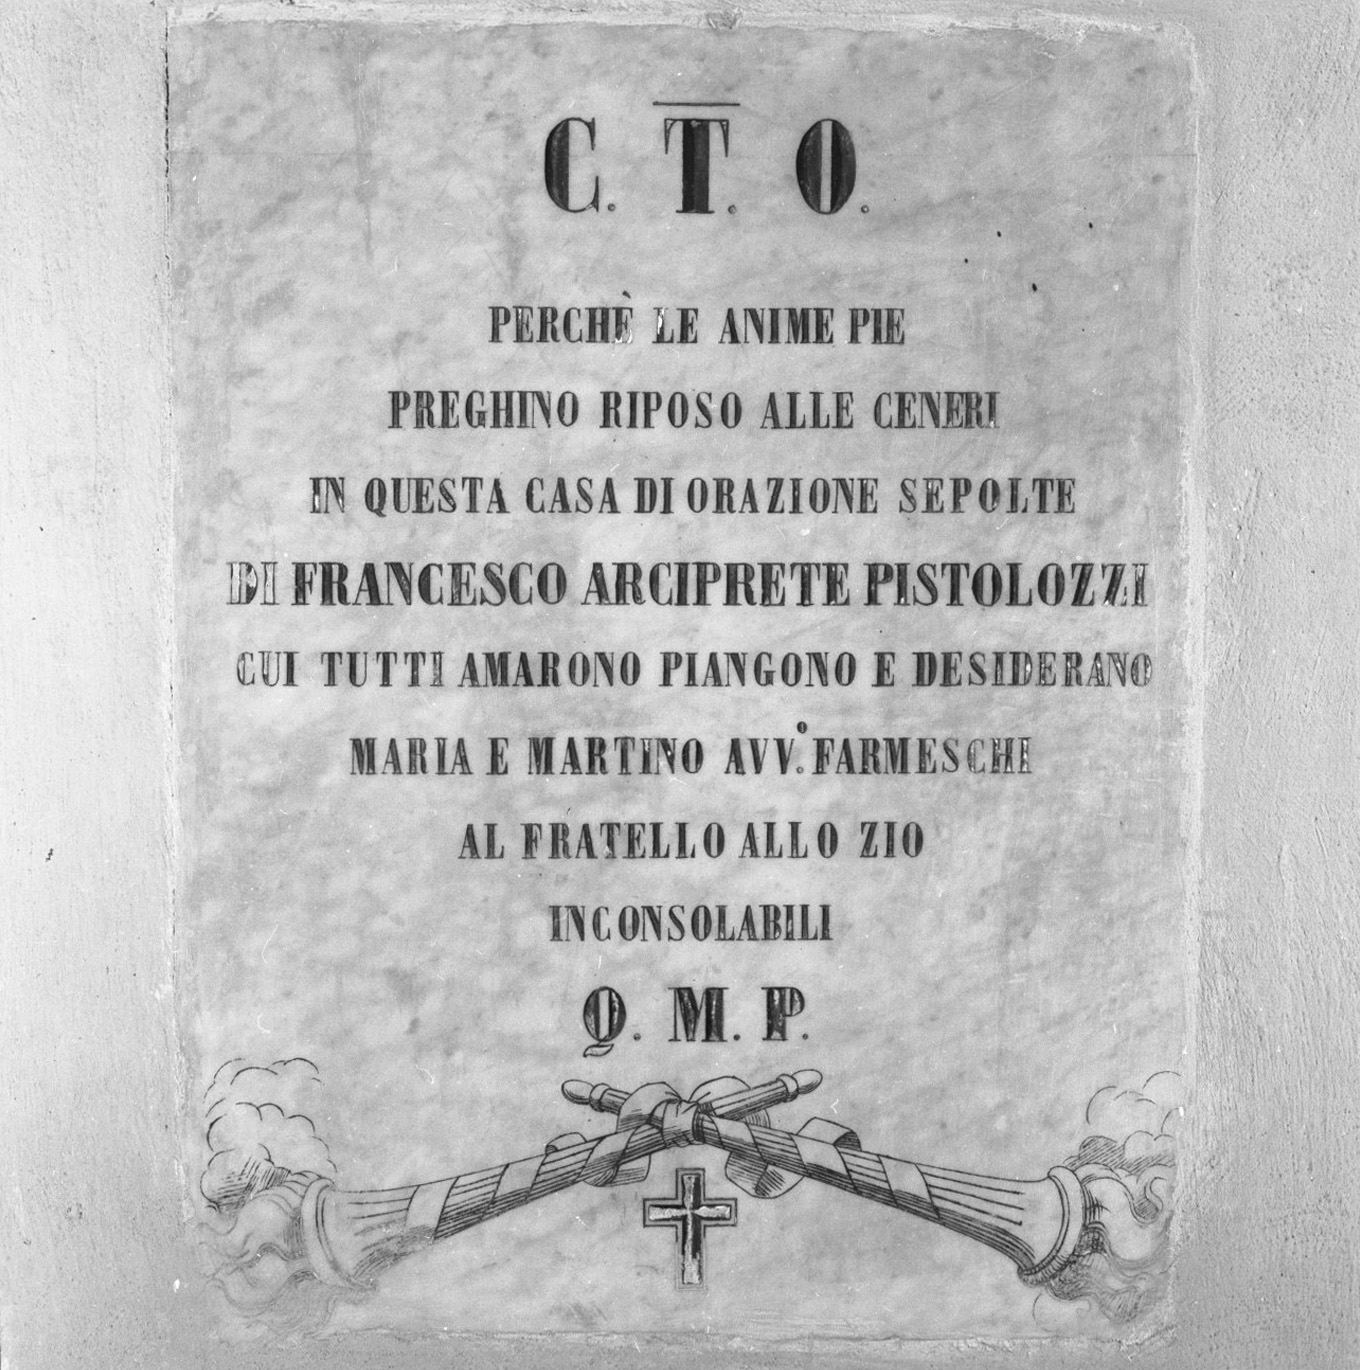 C. T̅. O.
PERCHÈ LE ANIME PIE
PREGHINO RIPOSO ALLE CENERI
IN QUESTA CASA DI ORAZIONE SEPOLTE
DI FRANCESCO ARCIPRETE PISTOLOZZI
CUI TUTTI AMARONO PIANGONO E DESIDERANO
MARIA E MARTINO AVV.º FARMESCHI
AL FRATELLO ALLO ZIO
INCONSOLABILI
Q. M. P.